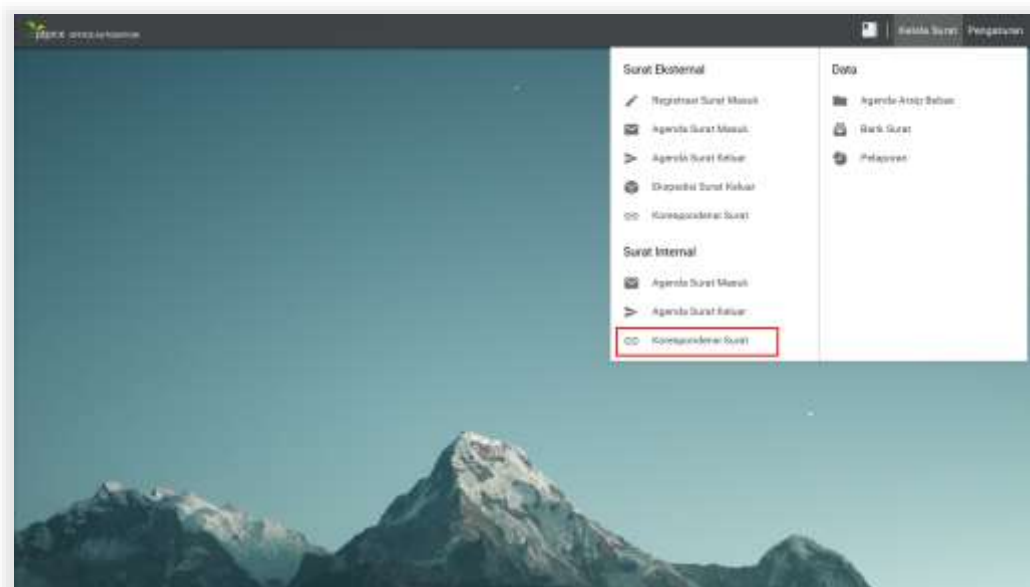 Kelola Surat Pengaturan
Surat Eksternal
Registrasi Surat Masuk
Agenda Surat Masuk
Agenda Surat Keluar
Ekspedisi Surat Keluar
Korespondensi Surat
Surat Internal
Agenda Surat Masuk
Agenda Surat Keluar
Korespondensi Surat
Data
Agenda Arsip Bebas
Bank Surat
Pelaporan